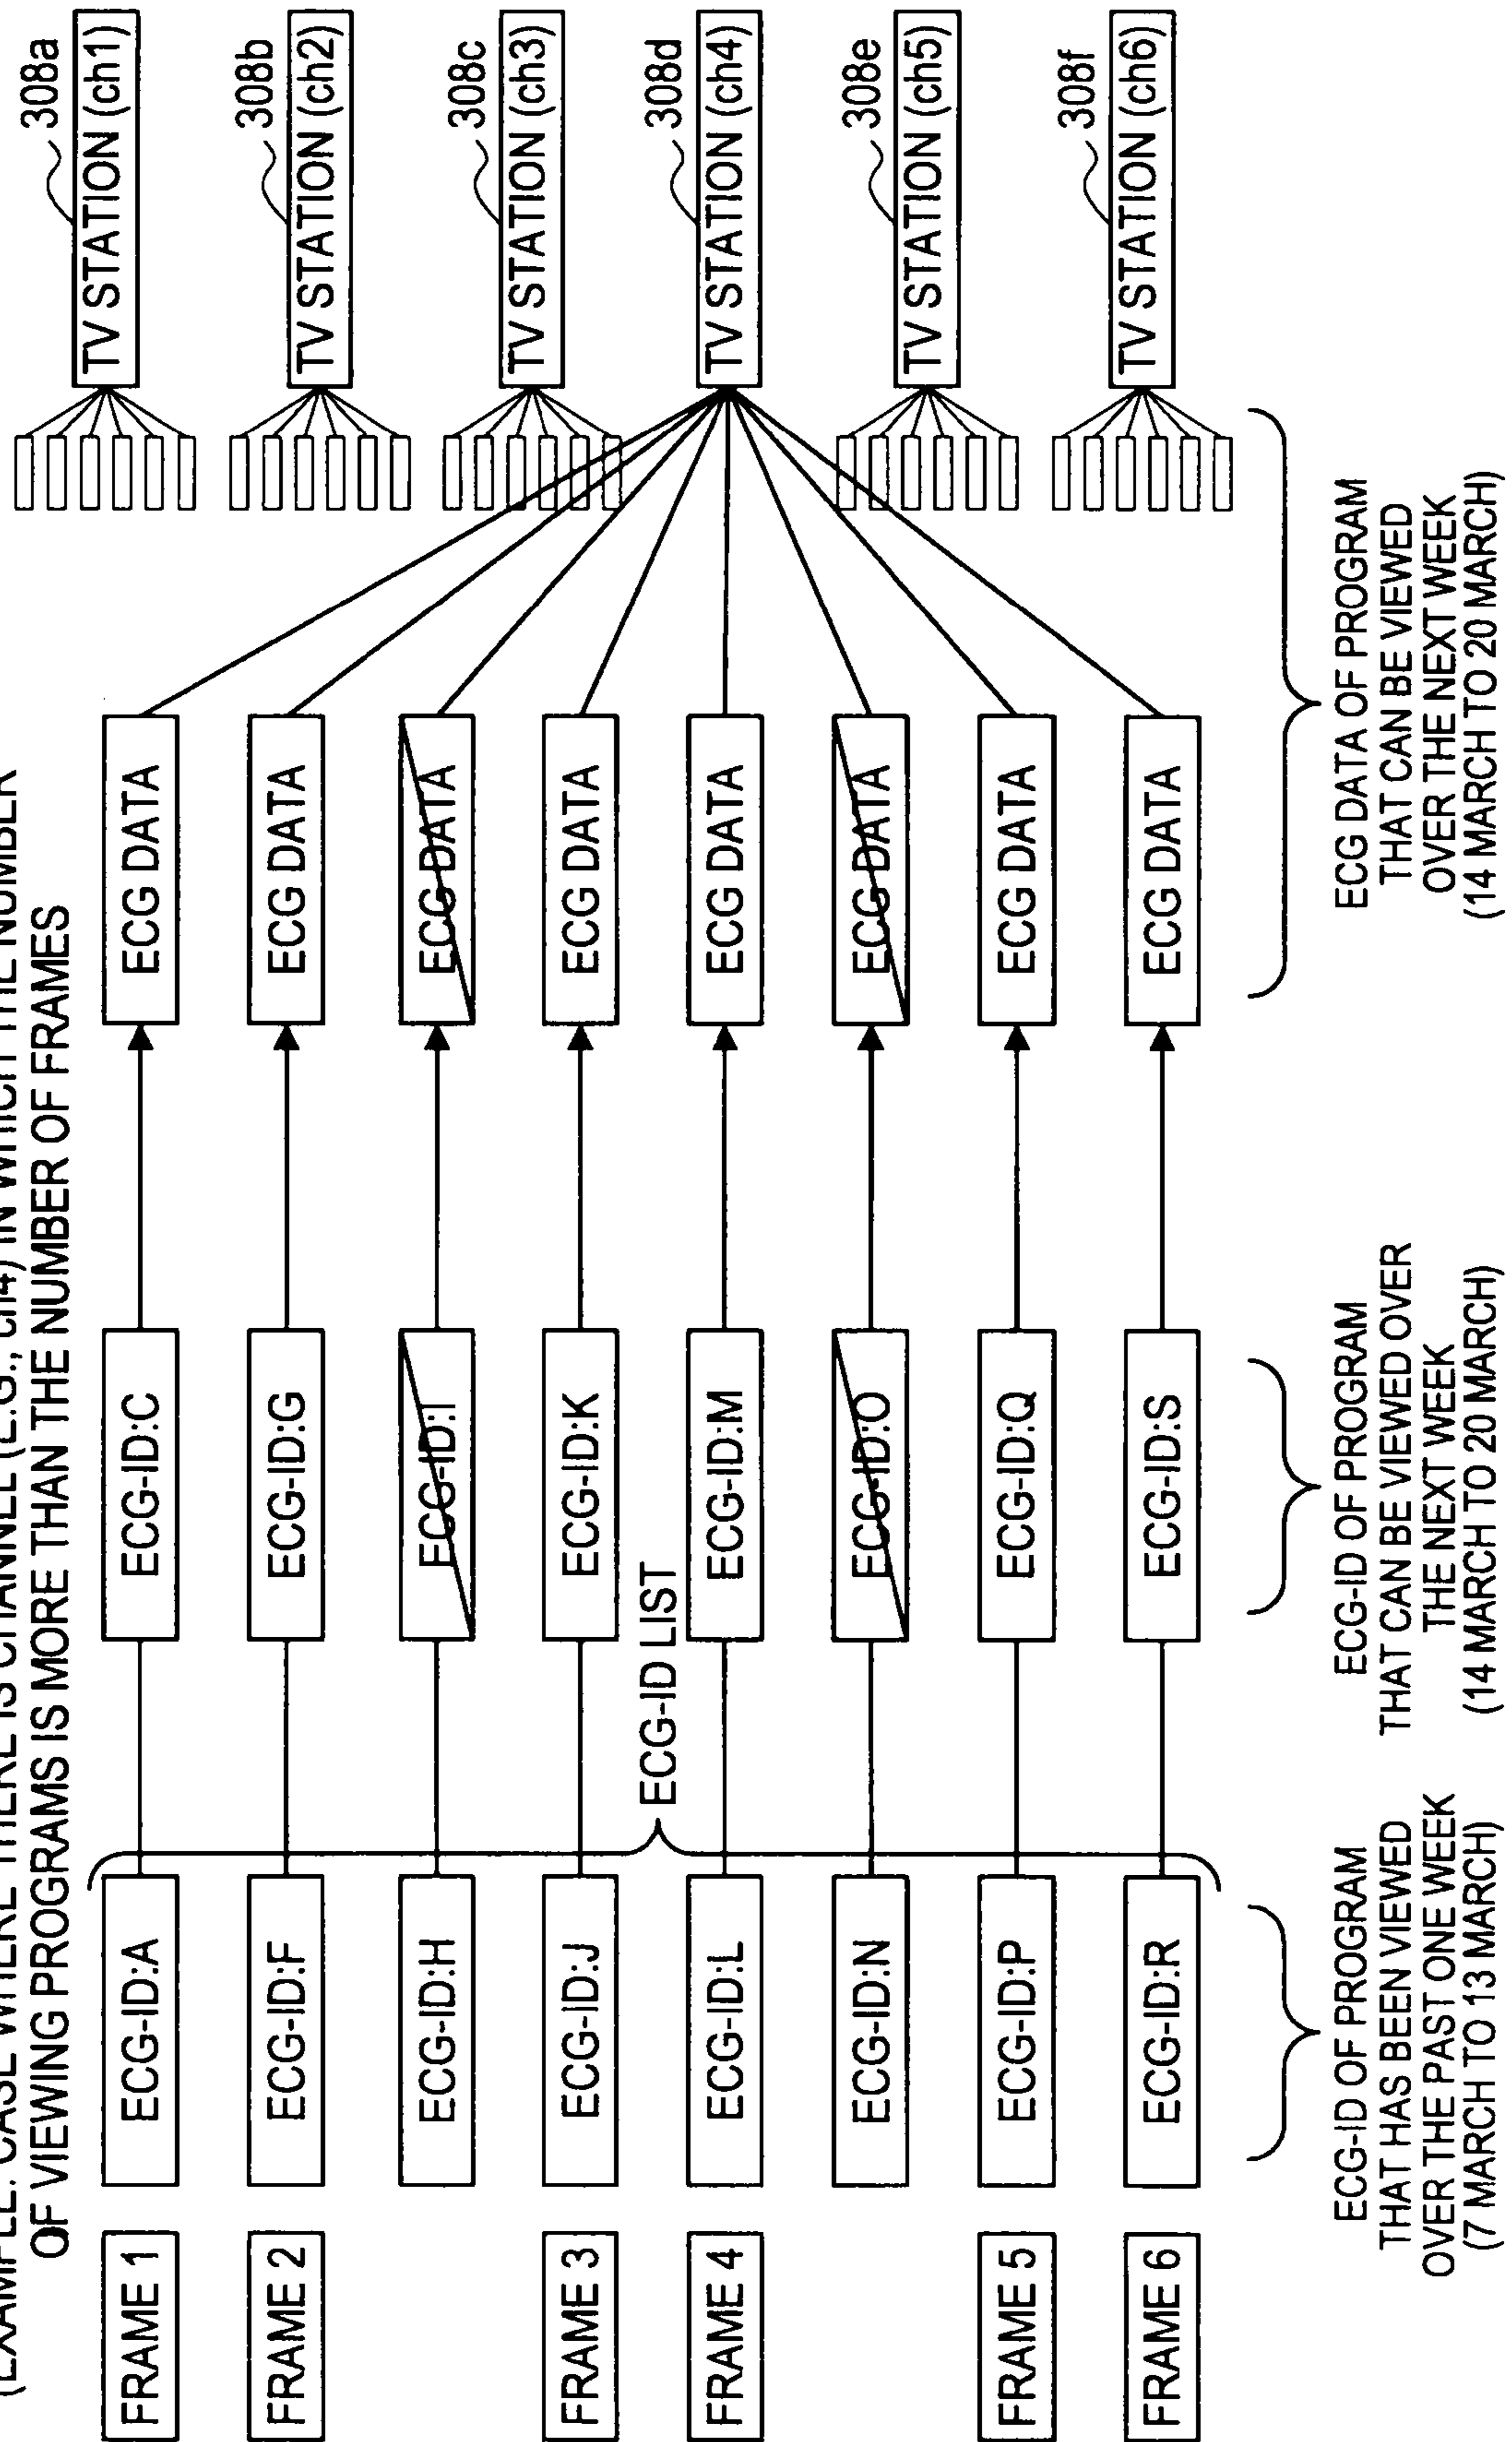 (EXAMPLE: CASE WHERE THERE IS CHANNEL (E.G., ch4) IN WHICH THE NUMBER
OF VIEWING PROGRAMS IS MORE THAN THE NUMBER OF FRAMES
FRAME 1
ECG-ID:A
ECG-ID:C
ECG DATA
FRAME 2
ECG-ID:F
ECG-ID:G
ECG DATA
ECG-ID:H
ECG-ID:I
ECG DATA
FRAME 3
ECG-ID:J
ECG-ID:K
ECG DATA
ECG-ID LIST
FRAME 4
ECG-ID:L
ECG-ID:M
ECG DATA
ECG-ID:N
ECG-ID:O
ECG DATA
FRAME 5
ECG-ID:P
ECG-ID:Q
ECG DATA
FRAME 6
ECG-ID:R
ECG-ID:S
ECG DATA
308a
TV STATION (ch1)
308b
TV STATION (ch2)
308c
TV STATION (ch3)
308d
TV STATION (ch4)
308e
TV STATION (ch5)
308f
TV STATION (ch6)
ECG-ID OF PROGRAM
THAT HAS BEEN VIEWED
OVER THE PAST ONE WEEK
(7 MARCH TO 13 MARCH)
ECG-ID OF PROGRAM
THAT CAN BE VIEWED OVER
THE NEXT WEEK
(14 MARCH TO 20 MARCH)
ECG DATA OF PROGRAM
THAT CAN BE VIEWED
OVER THE NEXT WEEK
(14 MARCH TO 20 MARCH)